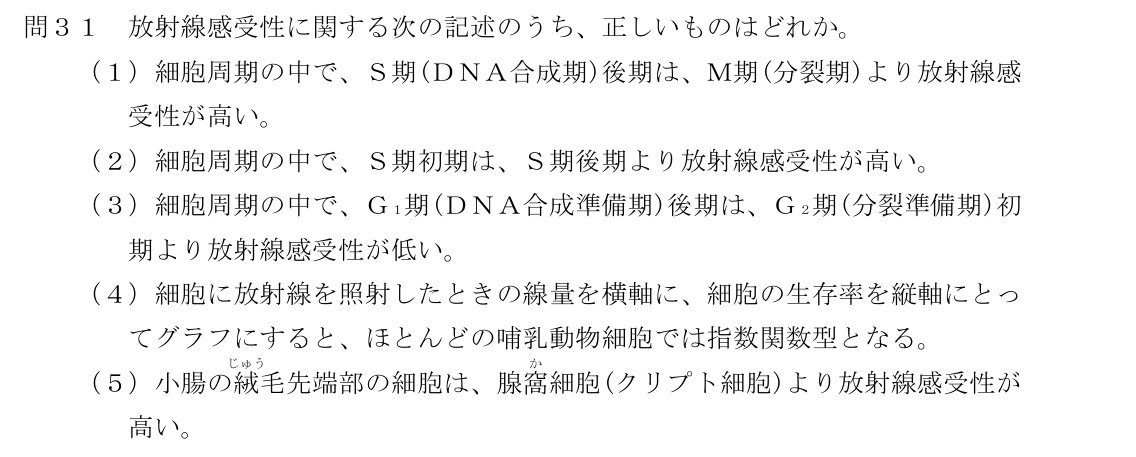 問３１　放射線感受性に関する次の記述のうち、正しいものはどれか。
（１）細胞周期の中で、Ｓ期(ＤＮＡ合成期)後期は、Ｍ期(分裂期)より放射線感
受性が高い。
（２）細胞周期の中で、Ｓ期初期は、Ｓ期後期より放射線感受性が高い。
（３）細胞周期の中で、Ｇ₁期(ＤＮＡ合成準備期)後期は、Ｇ₂期(分裂準備期)初
期より放射線感受性が低い。
（４）細胞に放射線を照射したときの線量を横軸に、細胞の生存率を縦軸にとっ
てグラフにすると、ほとんどの哺乳動物細胞では指数関数型となる。
じゅう　か
（５）小腸の絨毛先端部の細胞は、腺窩細胞(クリプト細胞)より放射線感受性が
高い。